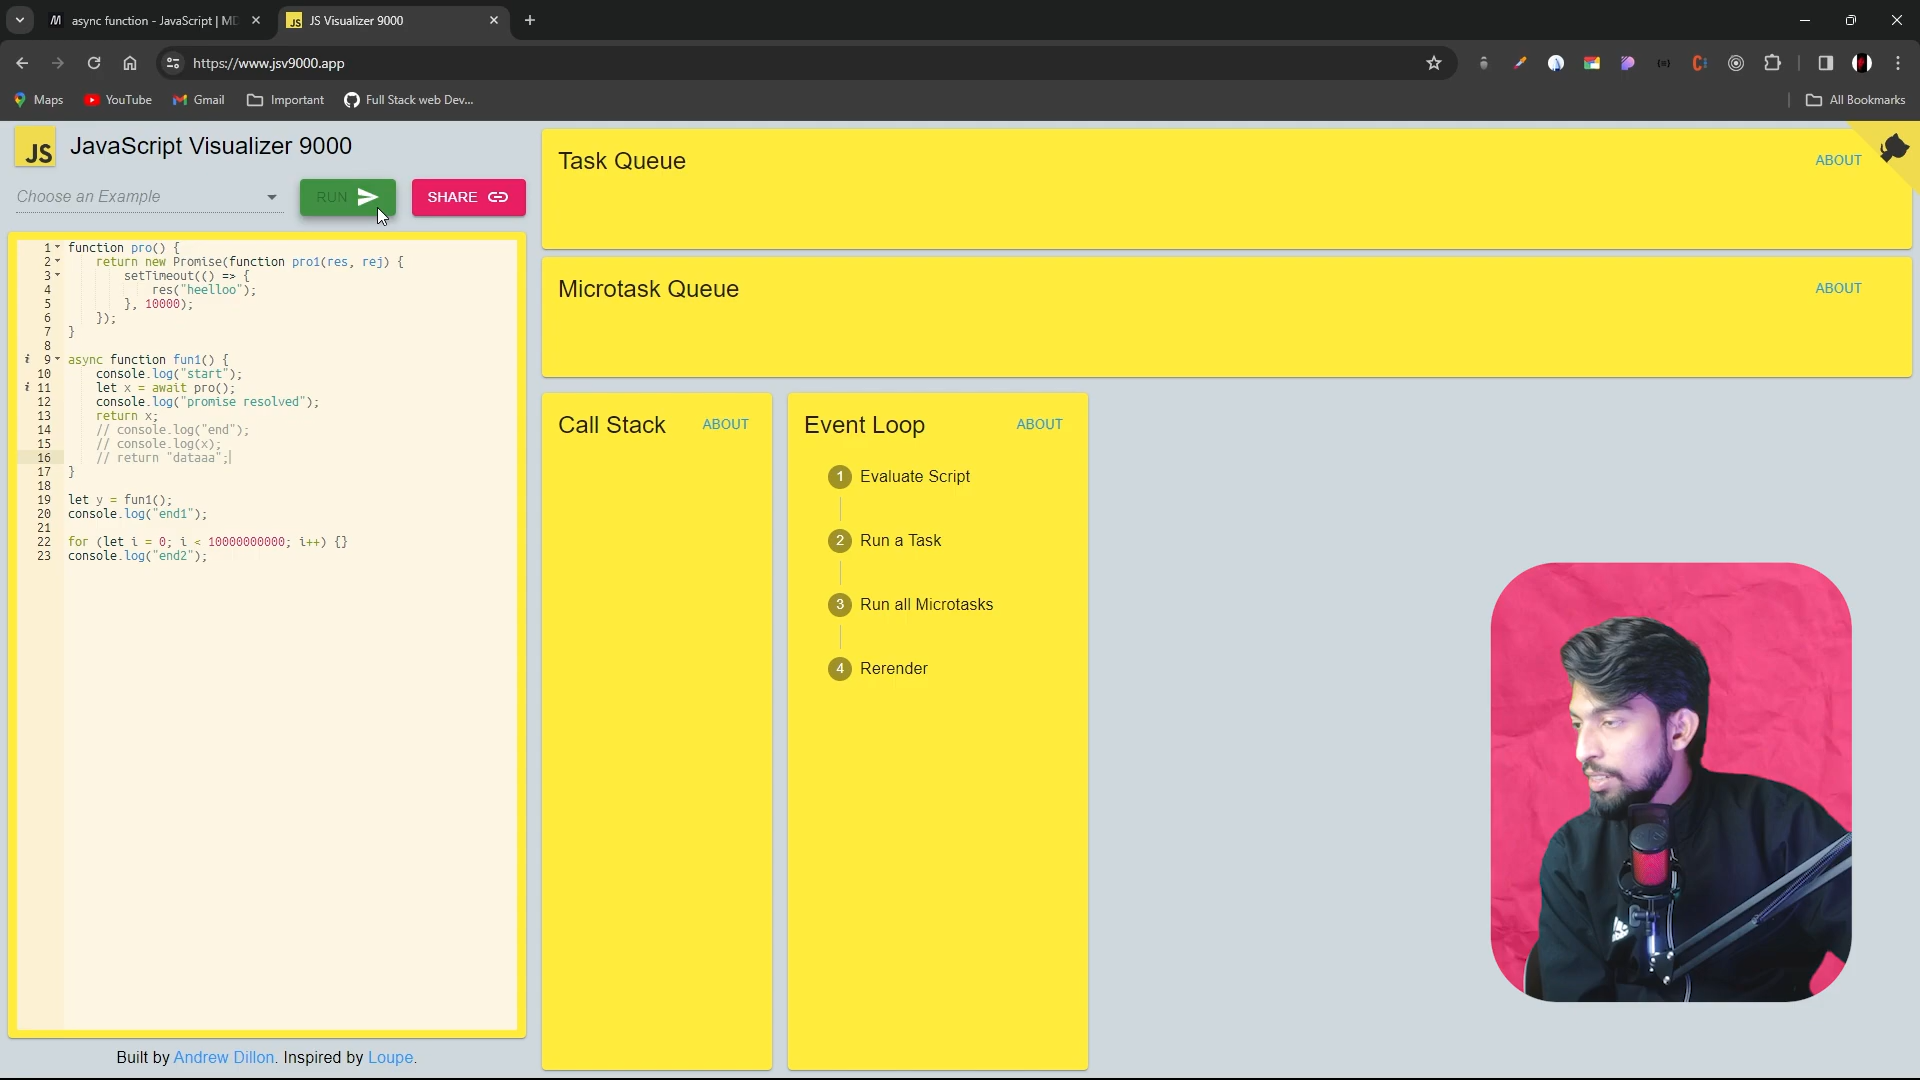 async function - JavaScript | MD
JS Visualizer 9000
https://www.jsv9000.app
Maps
YouTube
Gmail
Important
Full Stack web Dev...
All Bookmarks
JS
JavaScript Visualizer 9000
Choose an Example
RUN
SHARE
1 function pro() {
2 return new Promise(function pro1(res, rej) {
3 setTimeout(() => {
4 res("heelloo");
5 }, 10000);
6 });
7 }
8
9 async function fun1() {
10 console.log("start");
11 let x = await pro();
12 console.log("promise resolved");
13 return x;
14 // console.log("end");
15 // console.log(x);
16 // return "dataaa";
17 }
18
19 let y = fun1();
20 console.log("end1");
21
22 for (let i = 0; i < 10000000000; i++) {}
23 console.log("end2");
Built by Andrew Dillon. Inspired by Loupe.
Task Queue
ABOUT
Microtask Queue
ABOUT
Call Stack
ABOUT
Event Loop
ABOUT
1 Evaluate Script
2 Run a Task
3 Run all Microtasks
4 Rerender